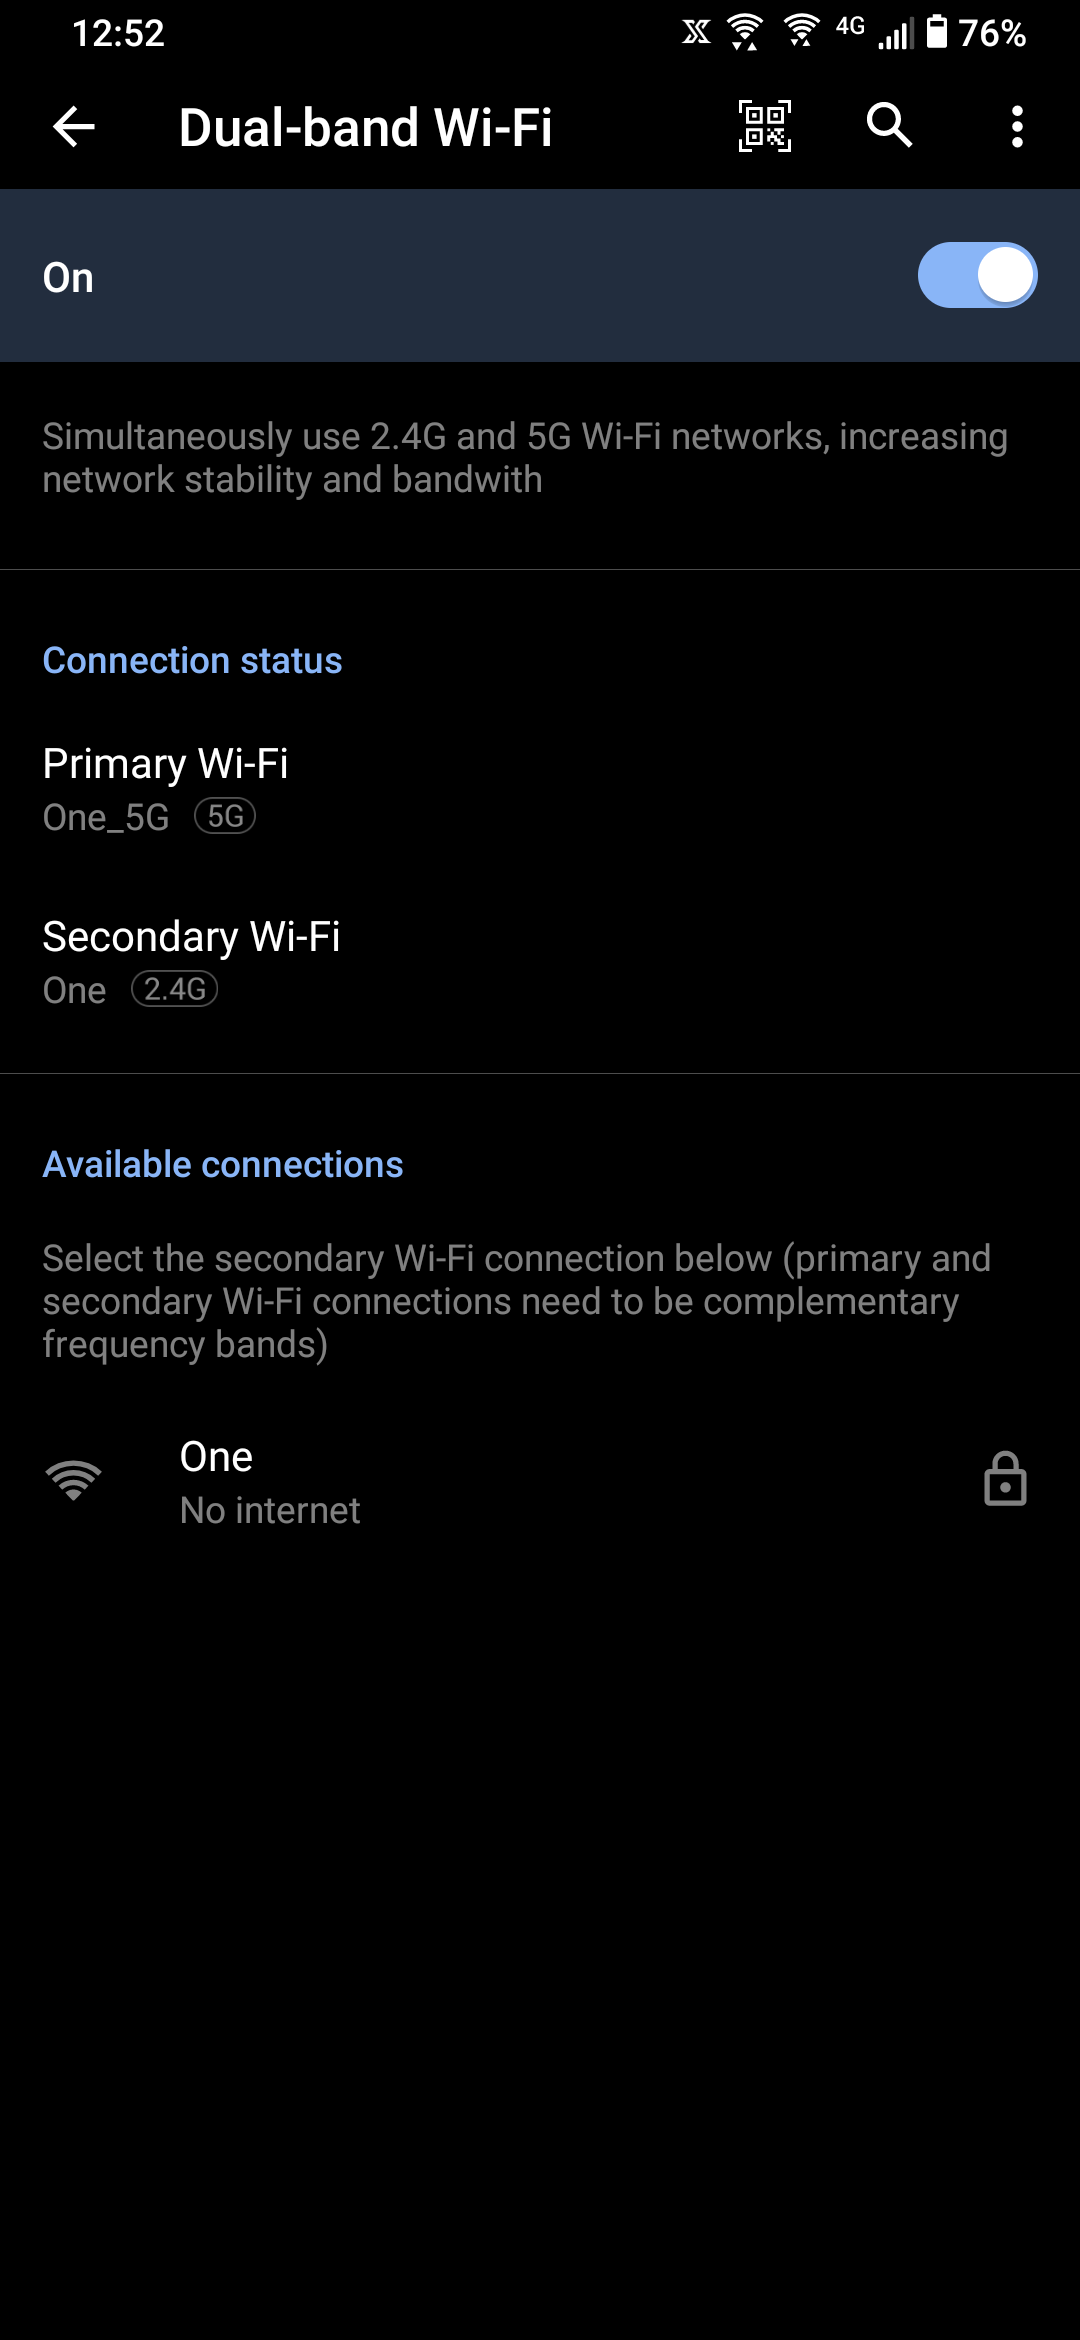 12:52
4G
76%
Dual-band Wi-Fi
On
Simultaneously use 2.4G and 5G Wi-Fi networks, increasing
network stability and bandwith
Connection status
Primary Wi-Fi
One_5G 5G
Secondary Wi-Fi
One 2.4G
Available connections
Select the secondary Wi-Fi connection below (primary and
secondary Wi-Fi connections need to be complementary
frequency bands)
One
No internet